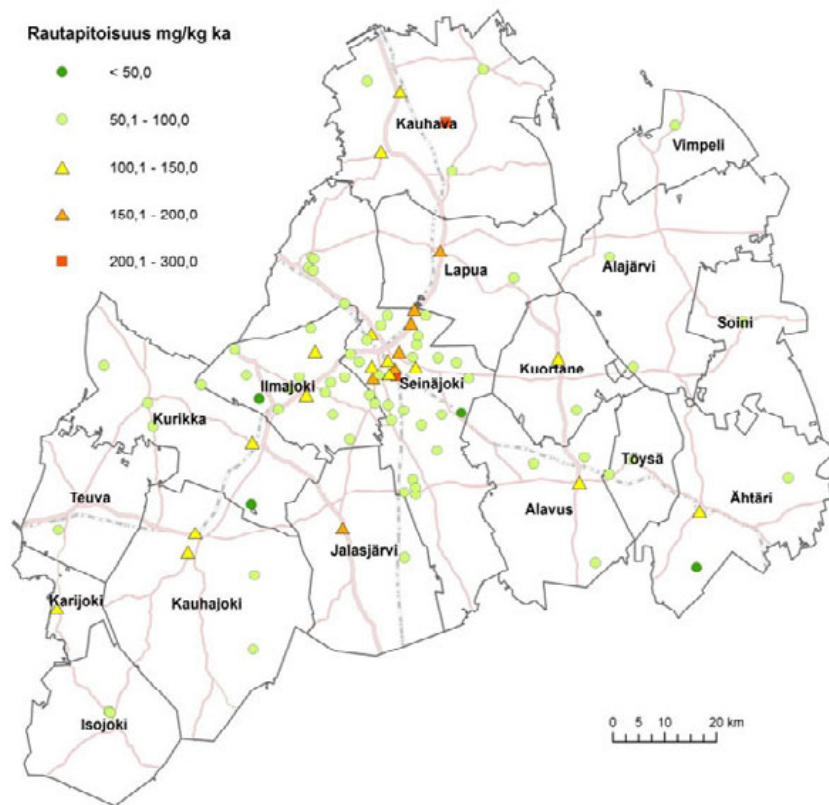 Rautapitoisuus mg/kg ka
< 50,0
50,1 - 100,0
100,1 - 150,0
150,1 - 200,0
200,1 - 300,0
Kauhava
Vimpeli
Lapua
Alajärvi
Soini
Kuortane
Ilmajoki
Seinäjoki
Kurikka
Töysä
Teuva
Ähtäri
Alavus
Jalasjärvi
Karijoki
Kauhajoki
Isojoki
0 5 10 20 km